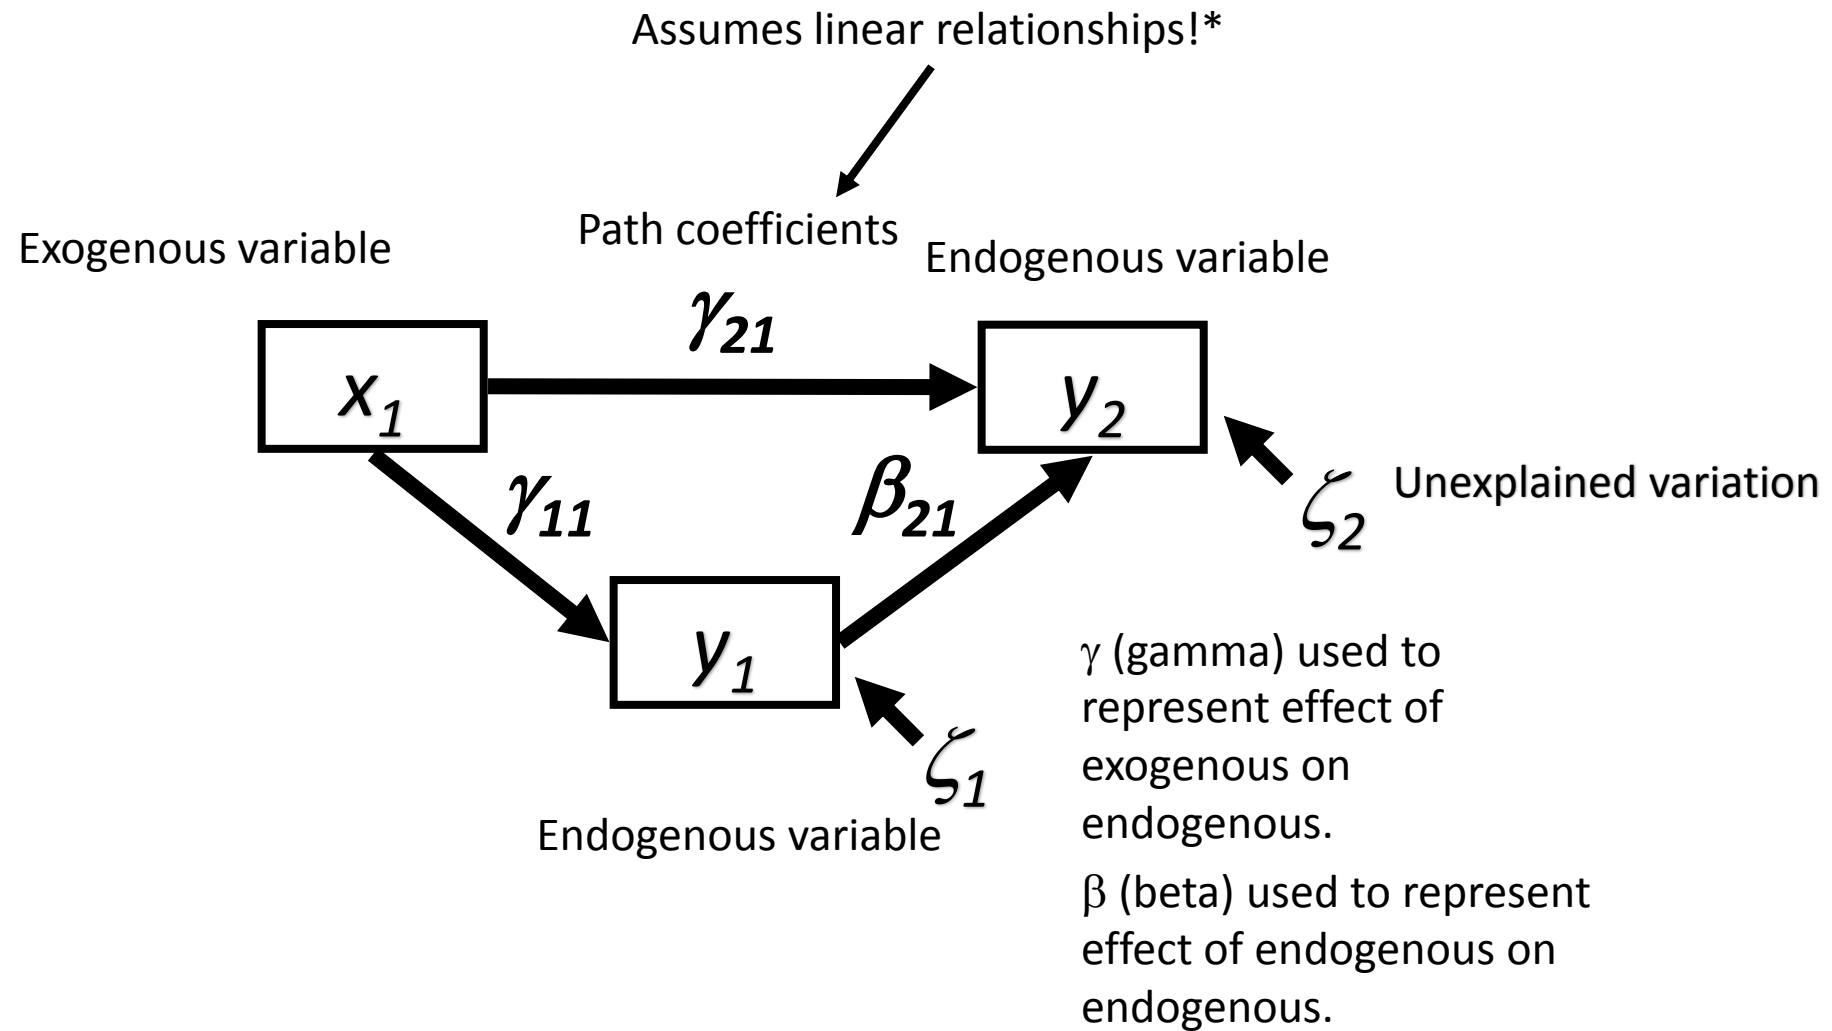 Assumes linear relationships!*
Path coefficients
Exogenous variable
Endogenous variable
γ₂₁
x₁
y₂
γ₁₁
β₂₁
Unexplained variation
ζ₂
y₁
ζ₁
Endogenous variable
γ (gamma) used to
represent effect of
exogenous on
endogenous.
β (beta) used to represent
effect of endogenous on
endogenous.